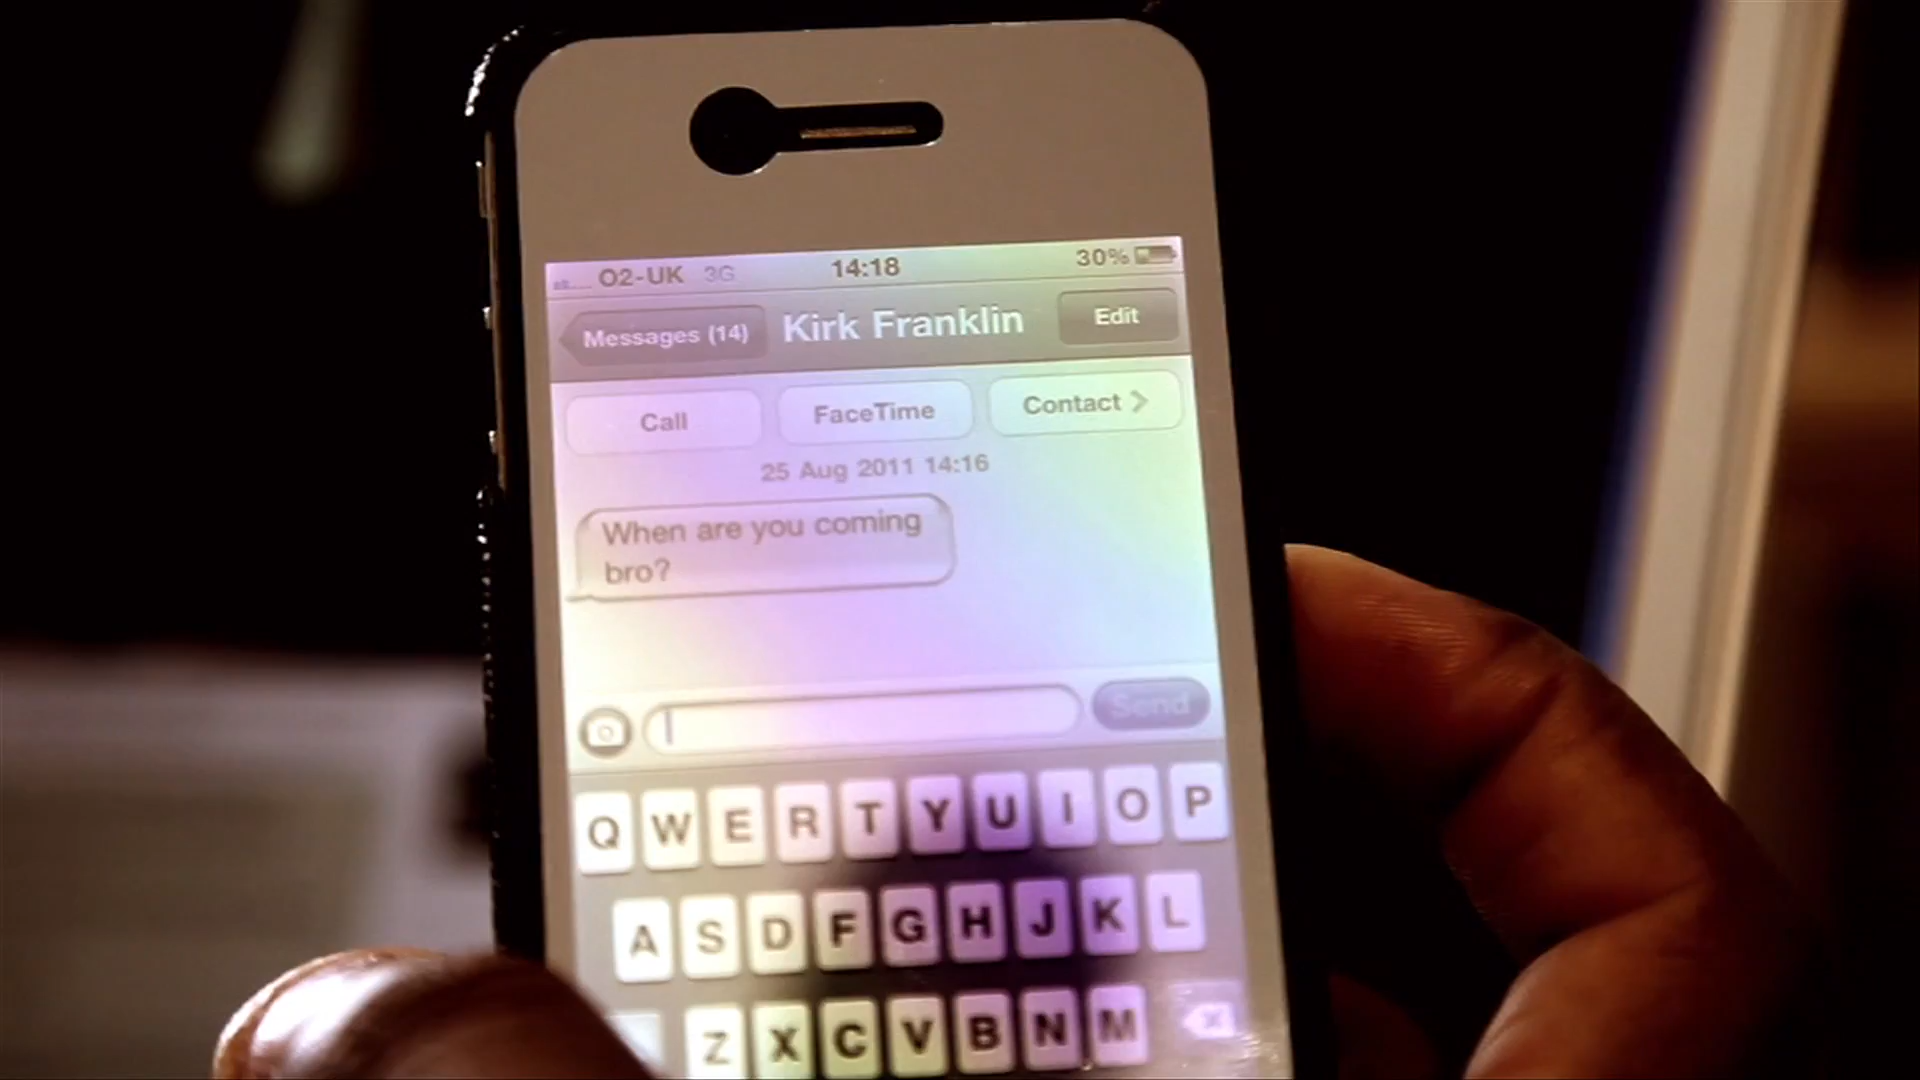 O2-UK 3G 14:18 30%
Messages (14) Kirk Franklin Edit
Call FaceTime Contact
25 Aug 2011 14:16
When are you coming
bro?
Send
Q W E R T Y U I O P
A S D F G H J K L
Z X C V B N M